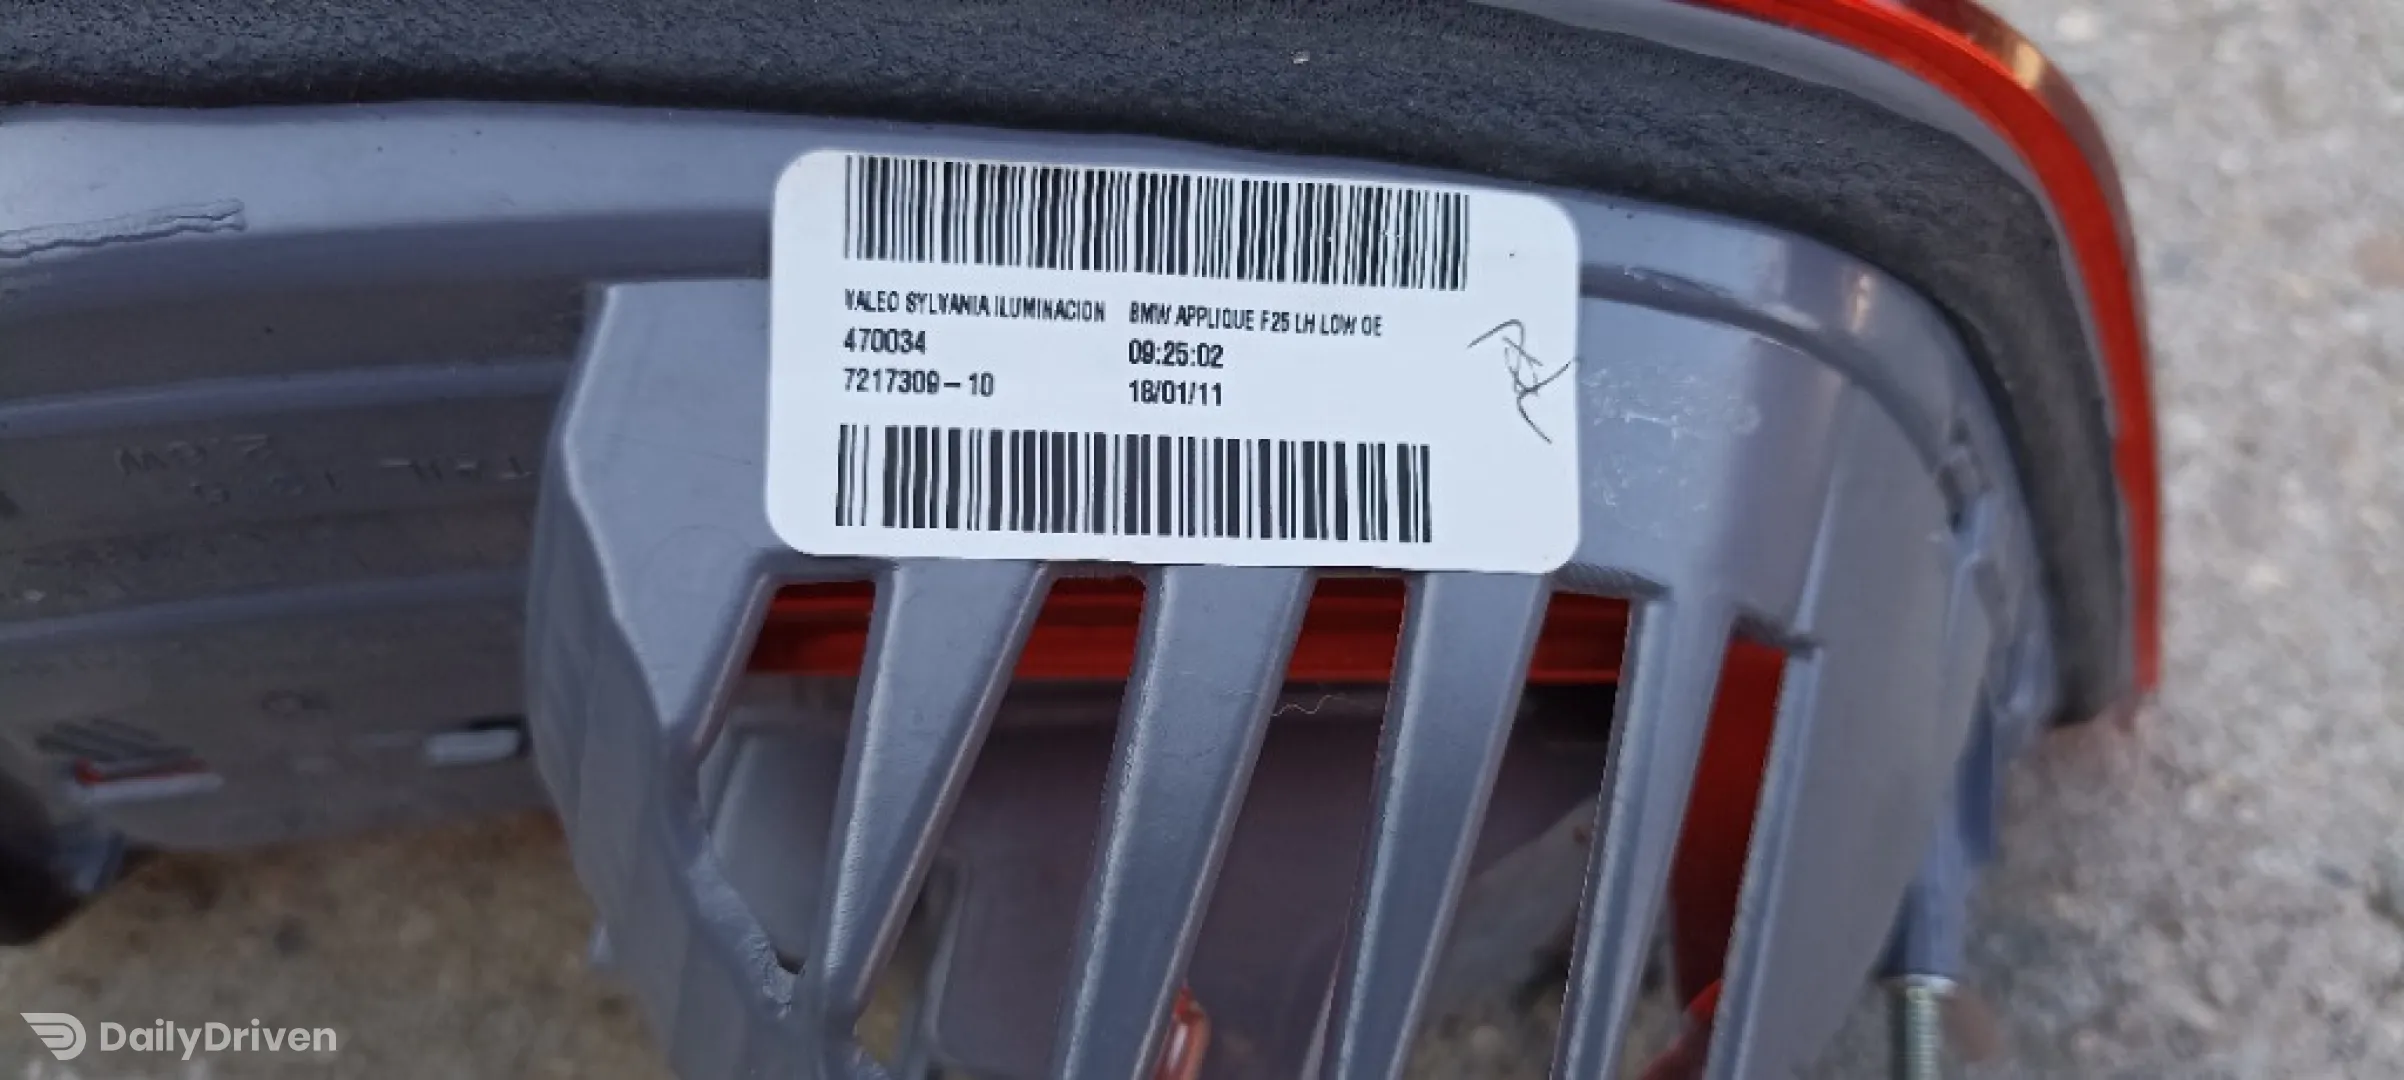 VALEO SYLVANIA ILUMINACION BMW APPLIQUE F25 LH LOW OE
470034 09:25:02
7217309-10 18/01/11
DailyDriven